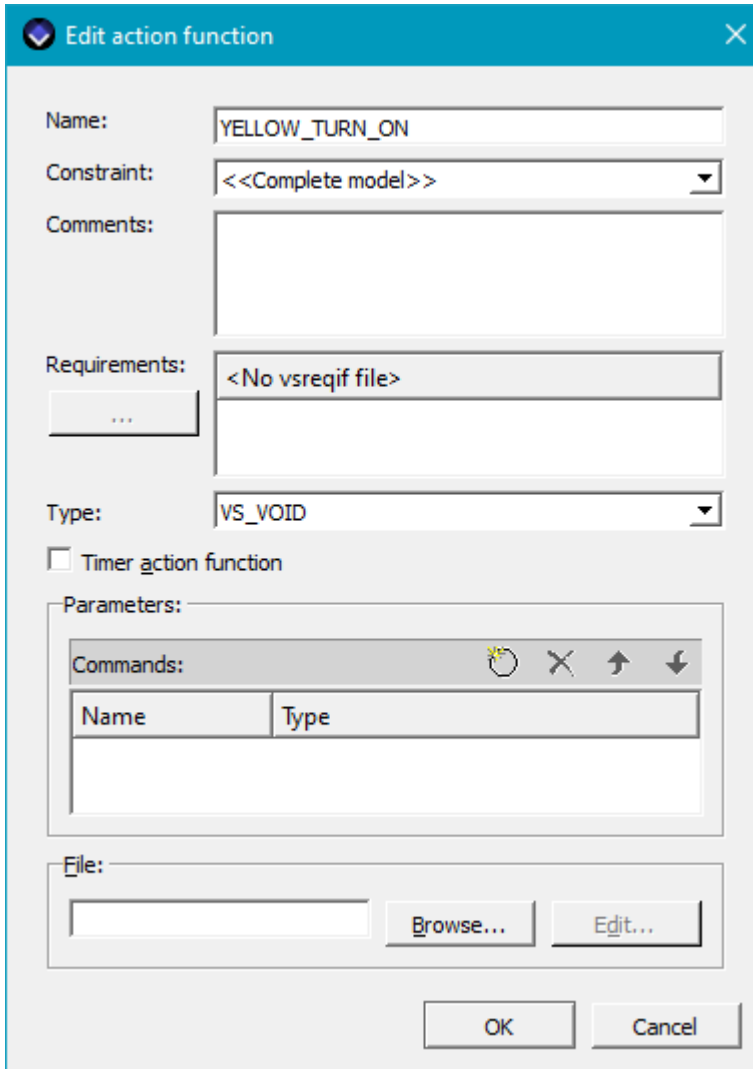 Edit action function
Name:
YELLOW_TURN_ON
Constraint:
<<Complete model>>
Comments:
Requirements:
<No vsreqif file>
...
Type:
VS_VOID
Timer action function
Parameters:
Commands:
Name Type
File:
Browse... Edit...
OK Cancel